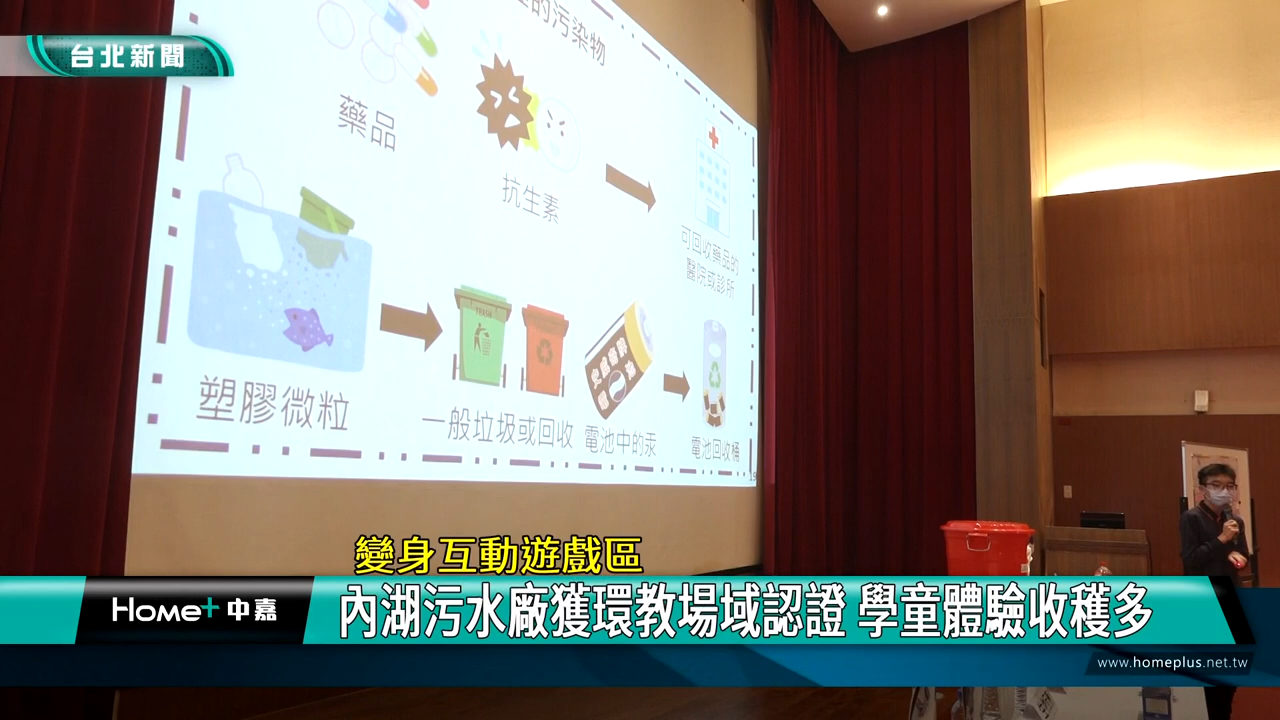 台北新聞
的污染物
藥品
抗生素
可回收藥品的
醫院或診所
TRASH
塑膠微粒
一般垃圾或回收
電池中的汞
電池回收桶
19
變身互動遊戲區
Home+中嘉
內湖污水廠獲環教場域認證 學童體驗收穫多
www.homeplus.net.tw